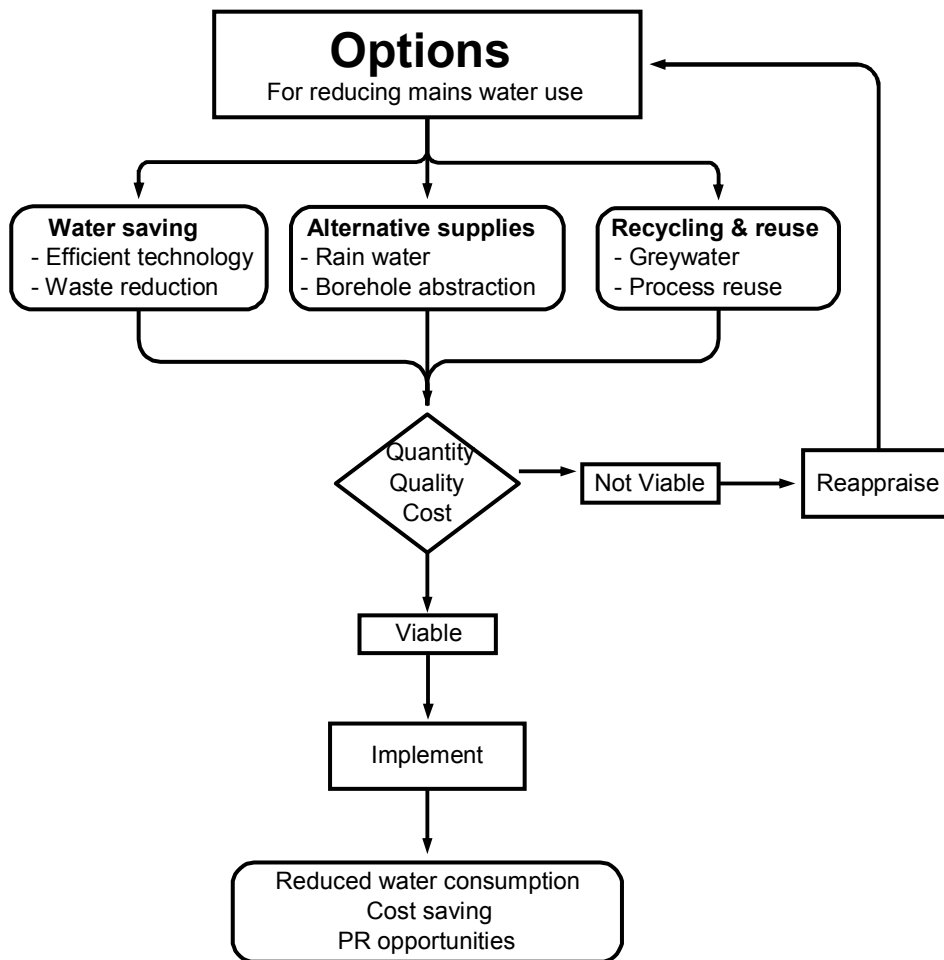 Options
For reducing mains water use
Water saving
- Efficient technology
- Waste reduction
Alternative supplies
- Rain water
- Borehole abstraction
Recycling & reuse
- Greywater
- Process reuse
Quantity
Quality
Cost
Not Viable
Reappraise
Viable
Implement
Reduced water consumption
Cost saving
PR opportunities